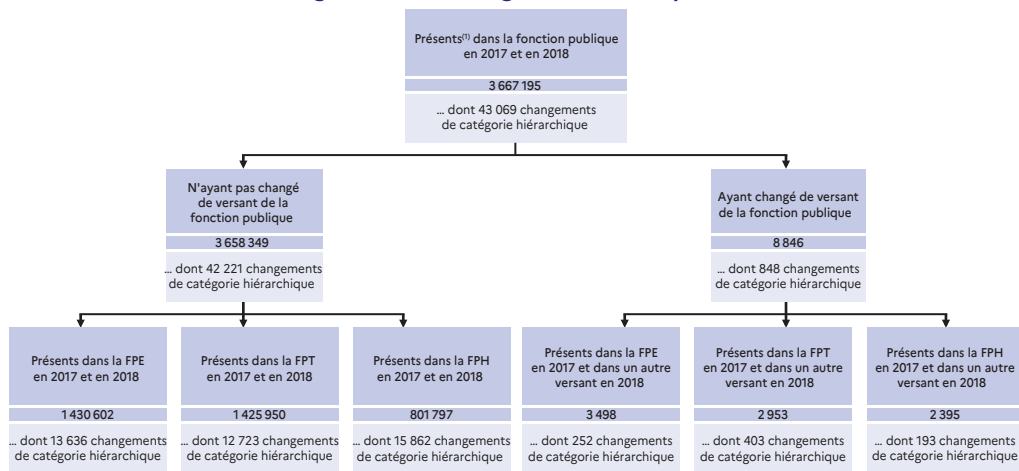 Présents(1) dans la fonction publique
en 2017 et en 2018
3 667 195
... dont 43 069 changements
de catégorie hiérarchique
N'ayant pas changé
de versant de la
fonction publique
3 658 349
... dont 42 221 changements
de catégorie hiérarchique
Ayant changé de versant
de la fonction publique
8 846
... dont 848 changements
de catégorie hiérarchique
Présents dans la FPE
en 2017 et en 2018
1 430 602
... dont 13 636 changements
de catégorie hiérarchique
Présents dans la FPT
en 2017 et en 2018
1 425 950
... dont 12 723 changements
de catégorie hiérarchique
Présents dans la FPH
en 2017 et en 2018
801 797
... dont 15 862 changements
de catégorie hiérarchique
Présents dans la FPE
en 2017 et dans un autre
versant en 2018
3 498
... dont 252 changements
de catégorie hiérarchique
Présents dans la FPT
en 2017 et dans un autre
versant en 2018
2 953
... dont 403 changements
de catégorie hiérarchique
Présents dans la FPH
en 2017 et dans un autre
versant en 2018
2 395
... dont 193 changements
de catégorie hiérarchique